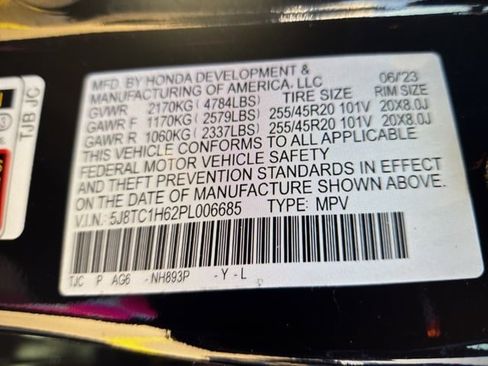 MFD. BY HONDA DEVELOPMENT &
MANUFACTURING OF AMERICA, LLC 06/23
GVWR 2170KG ( 4784LBS) TIRE SIZE RIM SIZE
GAWR F 1170KG ( 2579LBS) 255/45R20 101V 20X8.0J
GAWR R 1060KG ( 2337LBS) 255/45R20 101V 20X8.0J
THIS VEHICLE CONFORMS TO ALL APPLICABLE
FEDERAL MOTOR VEHICLE SAFETY
AND THEFT PREVENTION STANDARDS IN EFFECT
ON THE DATE OF MANUFACTURE SHOWN ABOVE.
V.I.N.: 5J8TC1H62PL006685 TYPE: MPV
TJC P AG6 -NH893P -Y-L
TJB JC